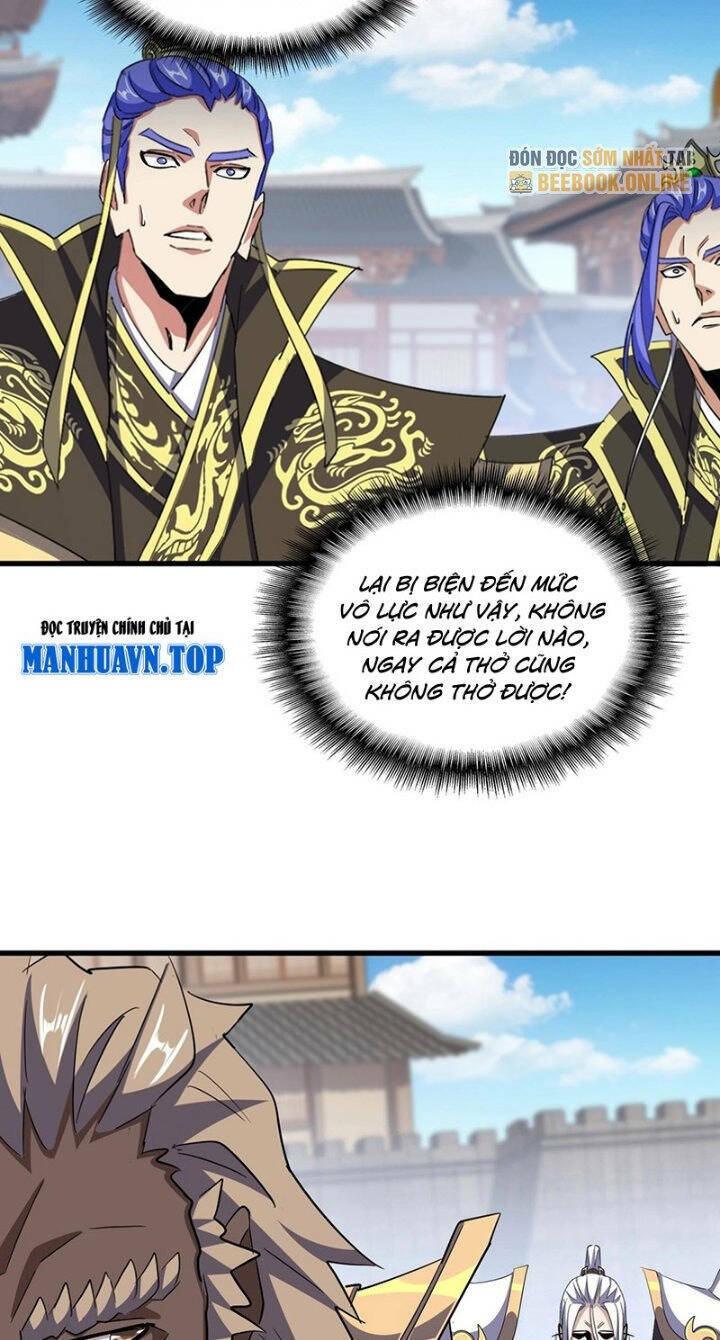 ĐÓN ĐỌC SỚM NHẤT TẠI
BEEBOOK.ONLINE
LẠI BỊ BIỆN ĐẾN MỨC
VÔ LỰC NHƯ VẬY, KHÔNG
NÓI RA ĐƯỢC LỜI NÀO,
NGAY CẢ THỞ CŨNG
KHÔNG THỞ ĐƯỢC!
ĐỌC TRUYỆN CHÍNH CHỦ TẠI
MANHUAVN.TOP